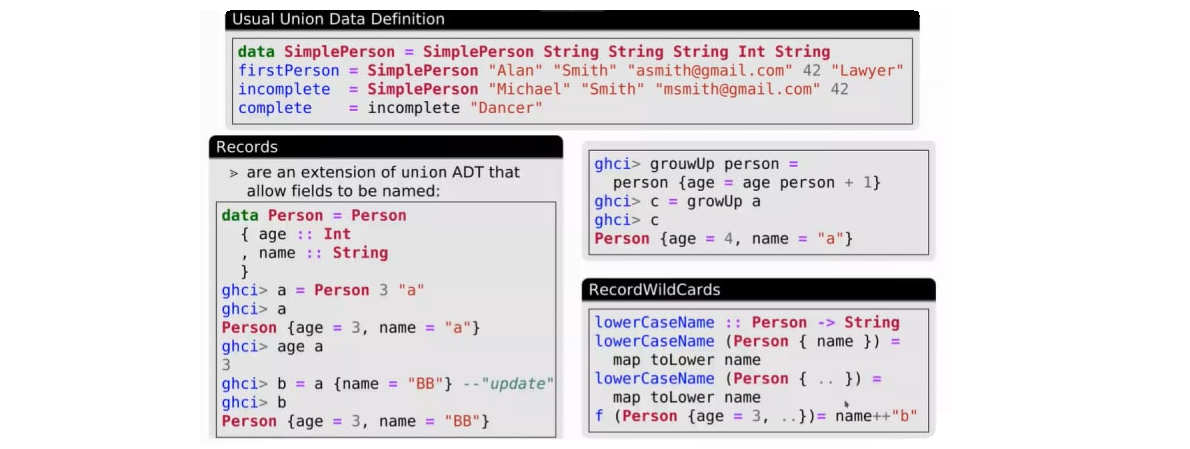 Usual Union Data Definition
data SimplePerson = SimplePerson String String String Int String
firstPerson = SimplePerson "Alan" "Smith" "asmith@gmail.com" 42 "Lawyer"
incomplete  = SimplePerson "Michael" "Smith" "msmith@gmail.com" 42
complete    = incomplete "Dancer"
Records
➢ are an extension of union ADT that
allow fields to be named:
data Person = Person
  { age :: Int
  , name :: String
  }
ghci> a = Person 3 "a"
ghci> a
Person {age = 3, name = "a"}
ghci> age a
3
ghci> b = a {name = "BB"} --"update"
ghci> b
Person {age = 3, name = "BB"}
ghci> grouwUp person =
  person {age = age person + 1}
ghci> c = growUp a
ghci> c
Person {age = 4, name = "a"}
RecordWildCards
lowerCaseName :: Person -> String
lowerCaseName (Person { name }) =
  map toLower name
lowerCaseName (Person { .. }) =
  map toLower name
f (Person {age = 3, ..})= name++"b"